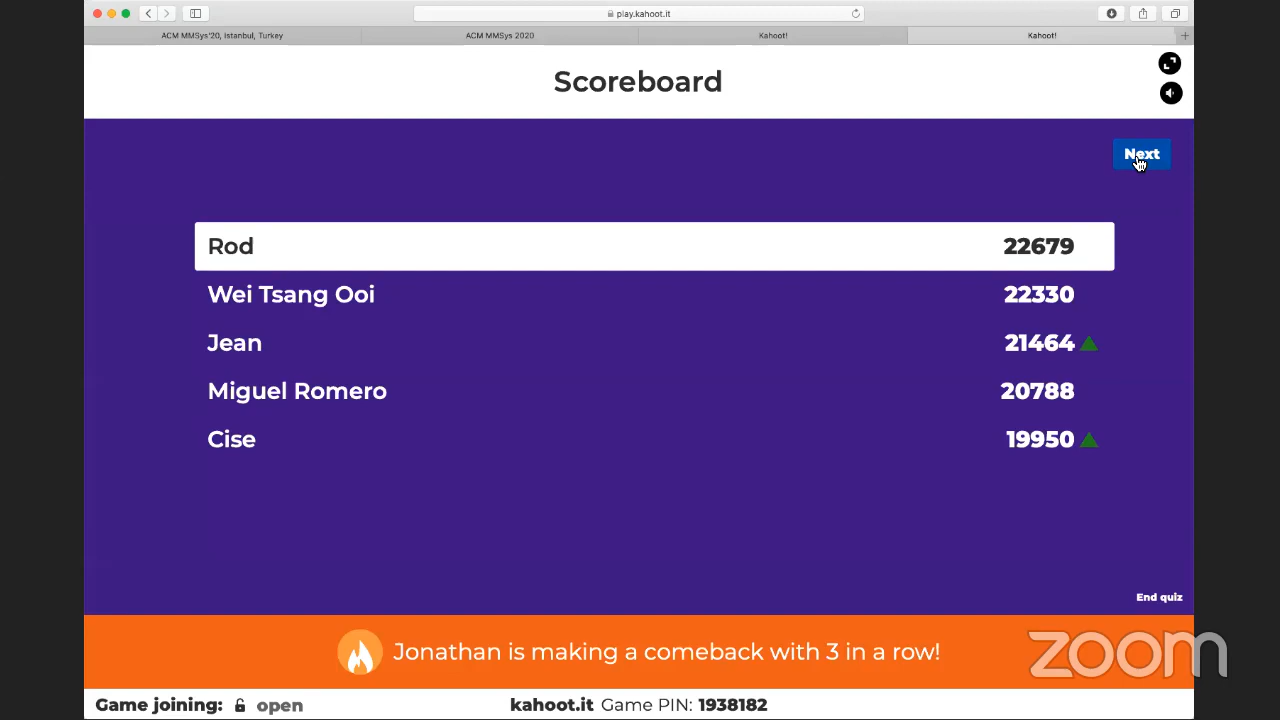 play.kahoot.it
ACM MMSys'20, Istanbul, Turkey
ACM MMSys 2020
Kahoot!
Kahoot!
Scoreboard
Next
Rod 22679
Wei Tsang Ooi 22330
Jean 21464
Miguel Romero 20788
Cise 19950
End quiz
Jonathan is making a comeback with 3 in a row!
zoom
Game joining: open
kahoot.it Game PIN: 1938182